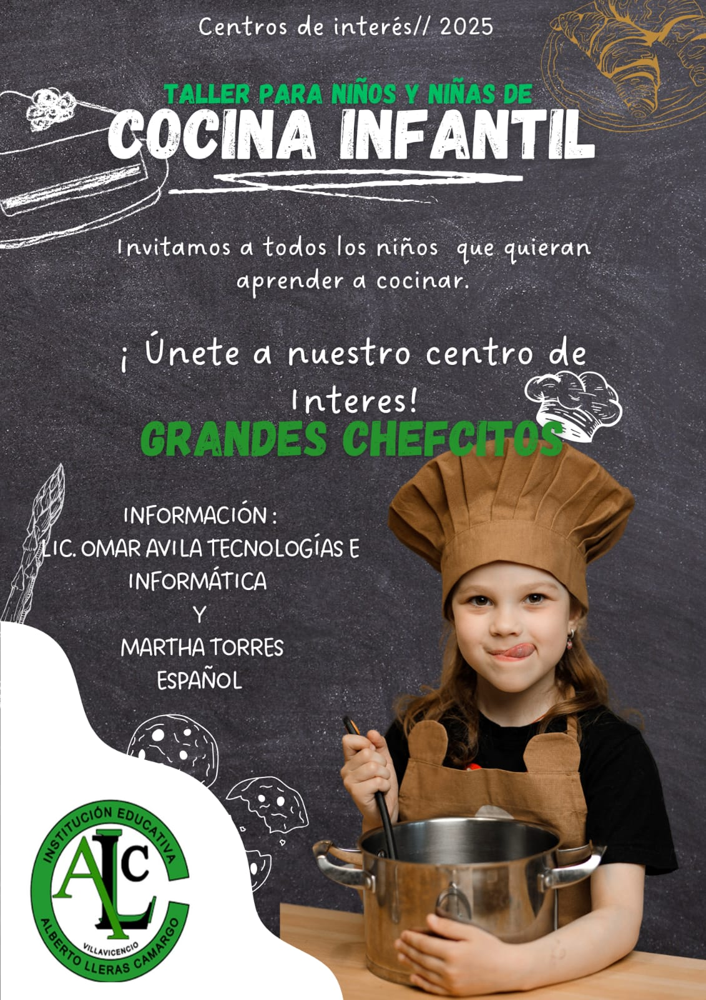 Centros de interés// 2025
TALLER PARA NIÑOS Y NIÑAS DE
COCINA INFANTIL
Invitamos a todos los niños que quieran
aprender a cocinar.
¡ Únete a nuestro centro de
Interes!
GRANDES CHEFCITOS
INFORMACIÓN :
LIC. OMAR AVILA TECNOLOGÍAS E
INFORMÁTICA
Y
MARTHA TORRES
ESPAÑOL
INSTITUCIÓN EDUCATIVA
ALC
VILLAVICENCIO
ALBERTO LLERAS CAMARGO